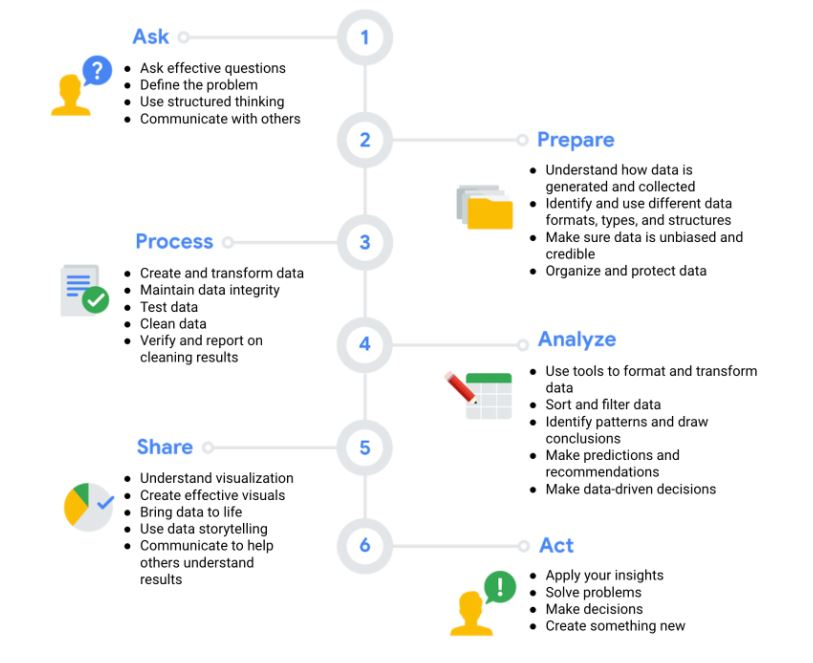 1
Ask
?
● Ask effective questions
● Define the problem
● Use structured thinking
● Communicate with others
2
Prepare
● Understand how data is
generated and collected
● Identify and use different data
formats, types, and structures
● Make sure data is unbiased and
credible
● Organize and protect data
3
Process
● Create and transform data
● Maintain data integrity
● Test data
● Clean data
● Verify and report on
cleaning results
4
Analyze
● Use tools to format and transform
data
● Sort and filter data
● Identify patterns and draw
conclusions
● Make predictions and
recommendations
● Make data-driven decisions
5
Share
● Understand visualization
● Create effective visuals
● Bring data to life
● Use data storytelling
● Communicate to help
others understand
results
6
Act
!
● Apply your insights
● Solve problems
● Make decisions
● Create something new